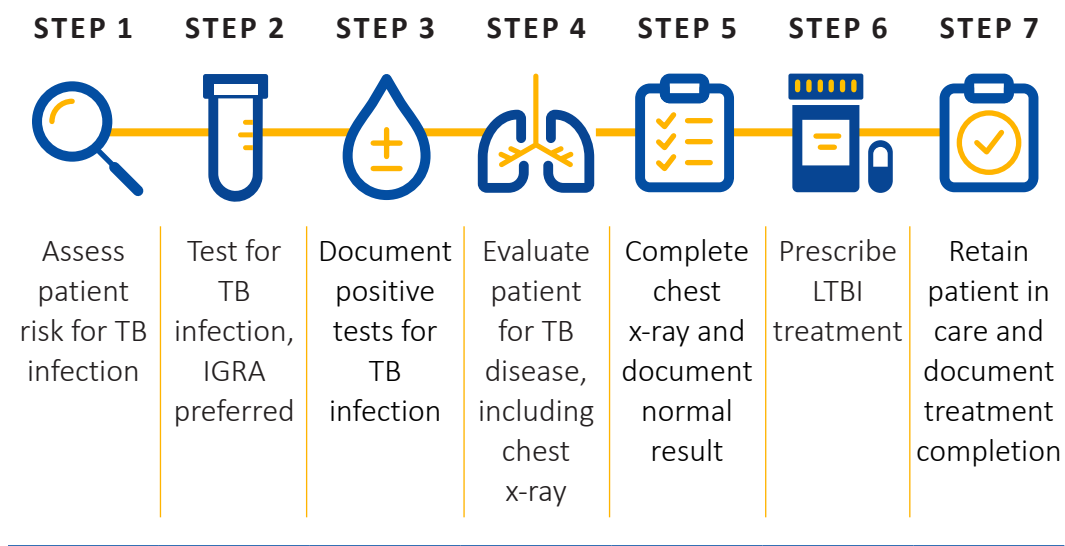 STEP 1
Assess
patient
risk for TB
infection
STEP 2
Test for
TB
infection,
IGRA
preferred
STEP 3
Document
positive
tests for
TB
infection
STEP 4
Evaluate
patient
for TB
disease,
including
chest
x-ray
STEP 5
Complete
chest
x-ray and
document
normal
result
STEP 6
Prescribe
LTBI
treatment
STEP 7
Retain
patient in
care and
document
treatment
completion